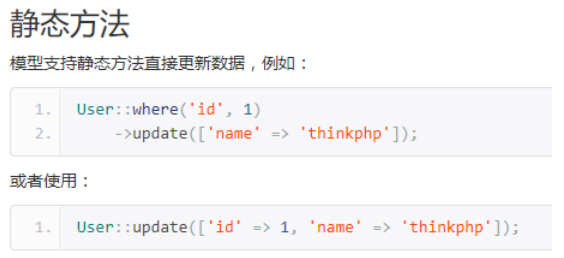 静态方法
模型支持静态方法直接更新数据，例如：
1. User::where('id', 1)
2. ->update(['name' => 'thinkphp']);
或者使用：
1. User::update(['id' => 1, 'name' => 'thinkphp']);